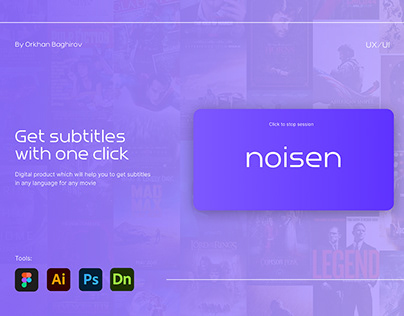 By Orkhan Baghirov
UX/UI
Click to stop session
noisen
Get subtitles
with one click
Digital product which will help you to get subtitles
in any language for any movie
Tools:
Ai
Ps
Dn
LEGEND